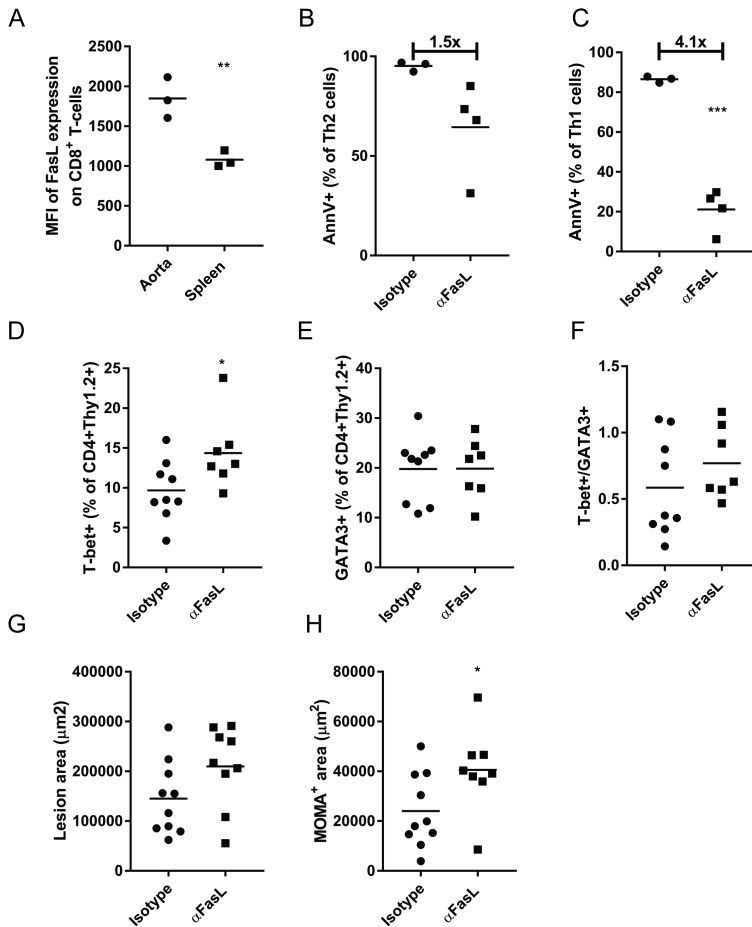 A
MFI of FasL expression
on CD8⁺ T-cells
2500
2000
1500
1000
500
0
**
Aorta
Spleen
B
AnnV+ (% of Th2 cells)
100
50
0
1.5x
Isotype
αFasL
C
AnnV+ (% of Th1 cells)
100
80
60
40
20
0
4.1x
***
Isotype
αFasL
D
T-bet+ (% of CD4+Thy1.2+)
25
20
15
10
5
0
*
Isotype
αFasL
E
GATA3+ (% of CD4+Thy1.2+)
40
30
20
10
0
Isotype
αFasL
F
T-bet+/GATA3+
1.5
1.0
0.5
0.0
Isotype
αFasL
G
Lesion area (μm2)
400000
300000
200000
100000
0
Isotype
αFasL
H
MOMA⁺ area (μm²)
80000
60000
40000
20000
0
*
Isotype
αFasL